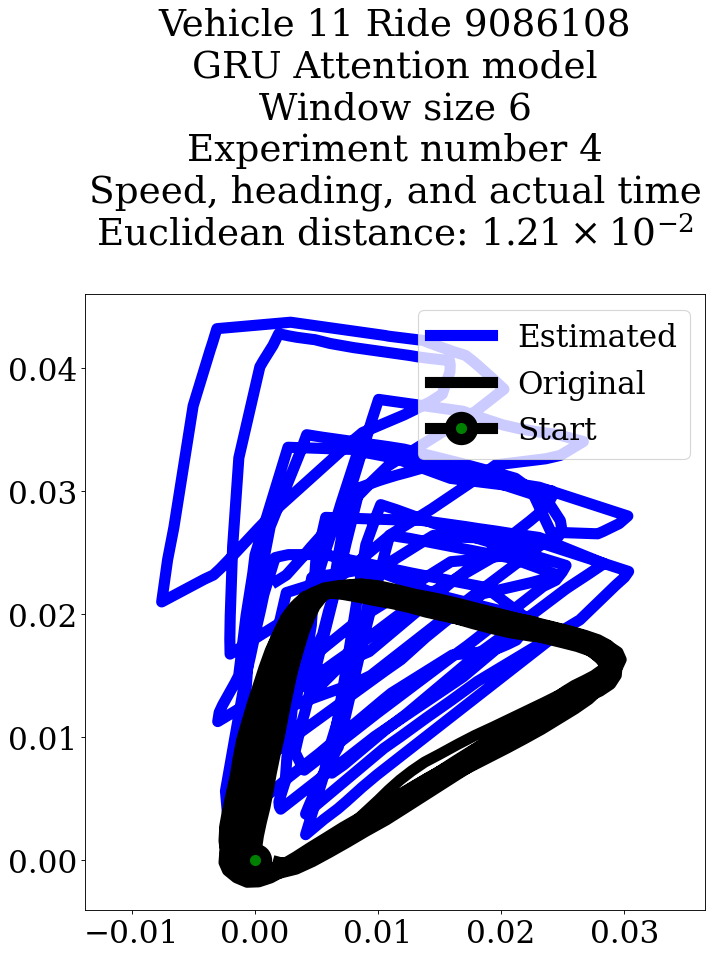 Vehicle 11 Ride 9086108
GRU Attention model
Window size 6
Experiment number 4
Speed, heading, and actual time
Euclidean distance: 1.21 × 10⁻²
Estimated
Original
Start
0.04
0.03
0.02
0.01
0.00
−0.01 0.00 0.01 0.02 0.03